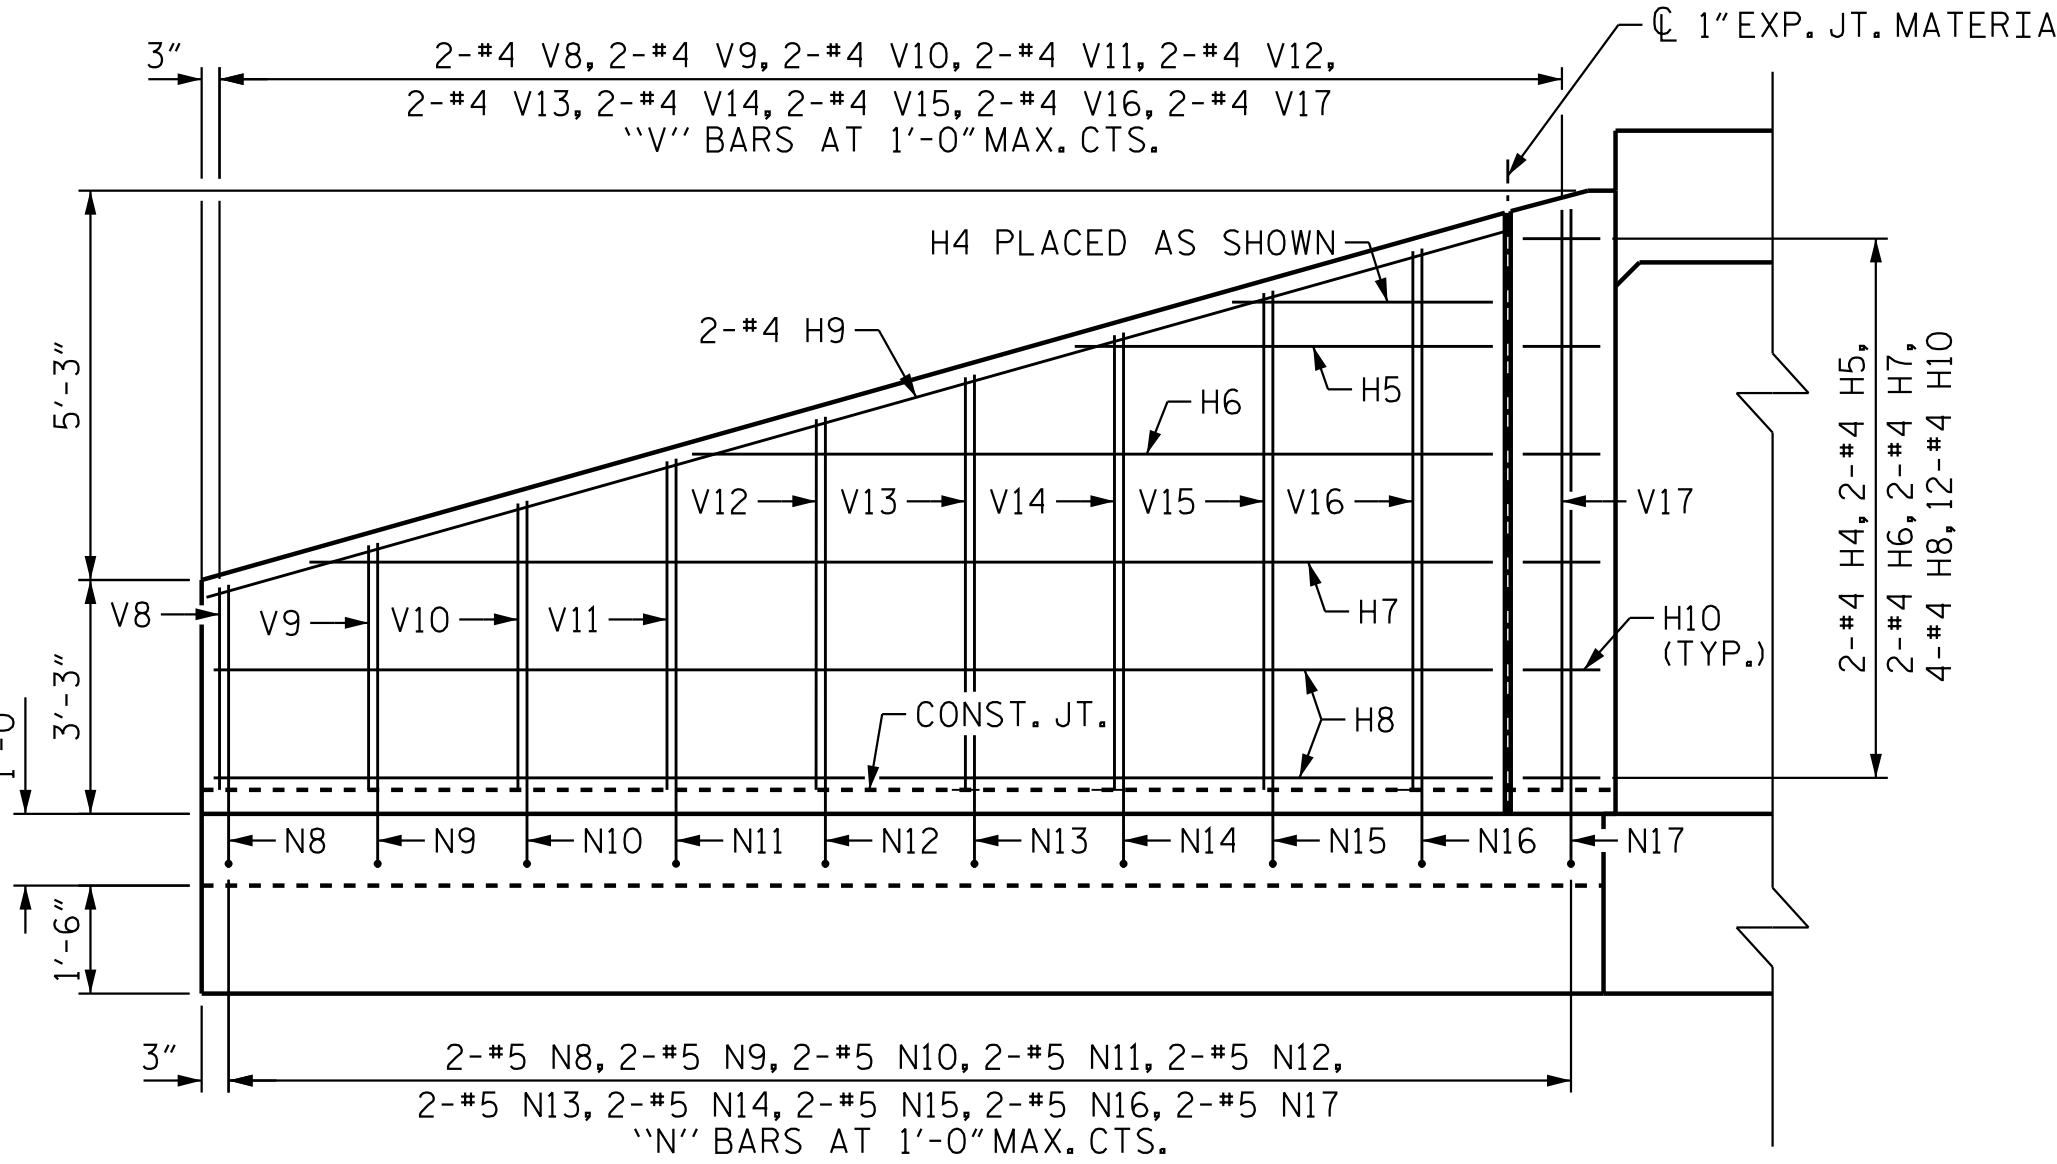 ℄ 1" EXP. JT. MATERIA
3"
2-#4 V8, 2-#4 V9, 2-#4 V10, 2-#4 V11, 2-#4 V12,
2-#4 V13, 2-#4 V14, 2-#4 V15, 2-#4 V16, 2-#4 V17
"V" BARS AT 1'-0" MAX. CTS.
H4 PLACED AS SHOWN
2-#4 H9
5'-3"
H5
H6
V12
V13
V14
V15
V16
V17
H7
V8
V9
V10
V11
H10
(TYP.)
2-#4 H4, 2-#4 H5,
2-#4 H6, 2-#4 H7,
4-#4 H8, 12-#4 H10
3'-3"
1'-0
CONST. JT.
H8
N8
N9
N10
N11
N12
N13
N14
N15
N16
N17
1'-6"
3"
2-#5 N8, 2-#5 N9, 2-#5 N10, 2-#5 N11, 2-#5 N12,
2-#5 N13, 2-#5 N14, 2-#5 N15, 2-#5 N16, 2-#5 N17
"N" BARS AT 1'-0" MAX. CTS.